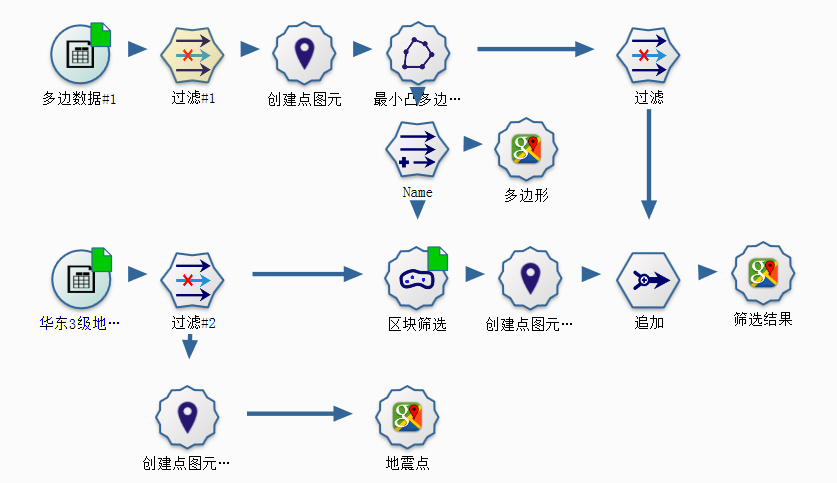 多边数据#1
过滤#1
创建点图元
最小凸多边…
过滤
Name
多边形
华东3级地…
过滤#2
区块筛选
创建点图元…
追加
筛选结果
创建点图元…
地震点